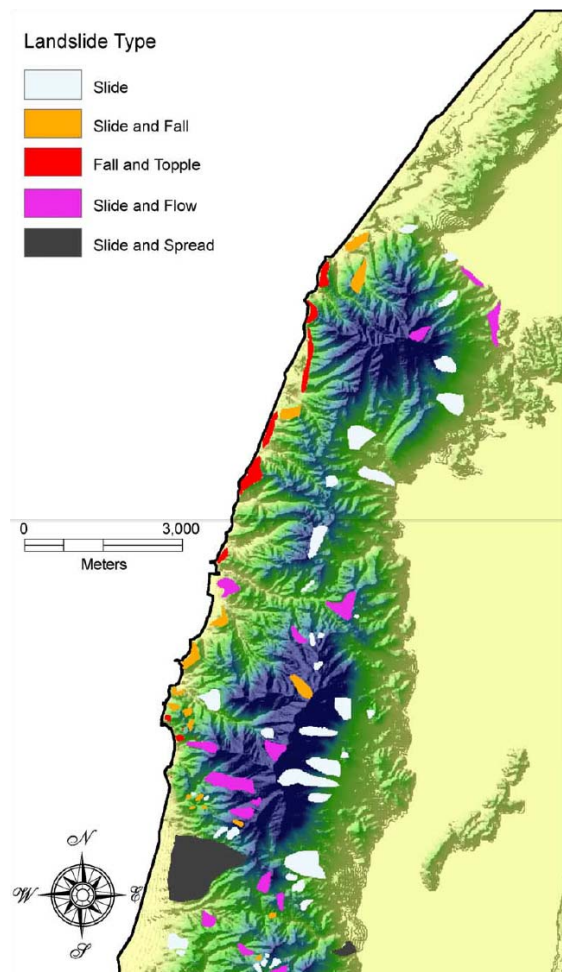 Landslide Type
Slide
Slide and Fall
Fall and Topple
Slide and Flow
Slide and Spread
0 3,000
Meters
N
W E
S